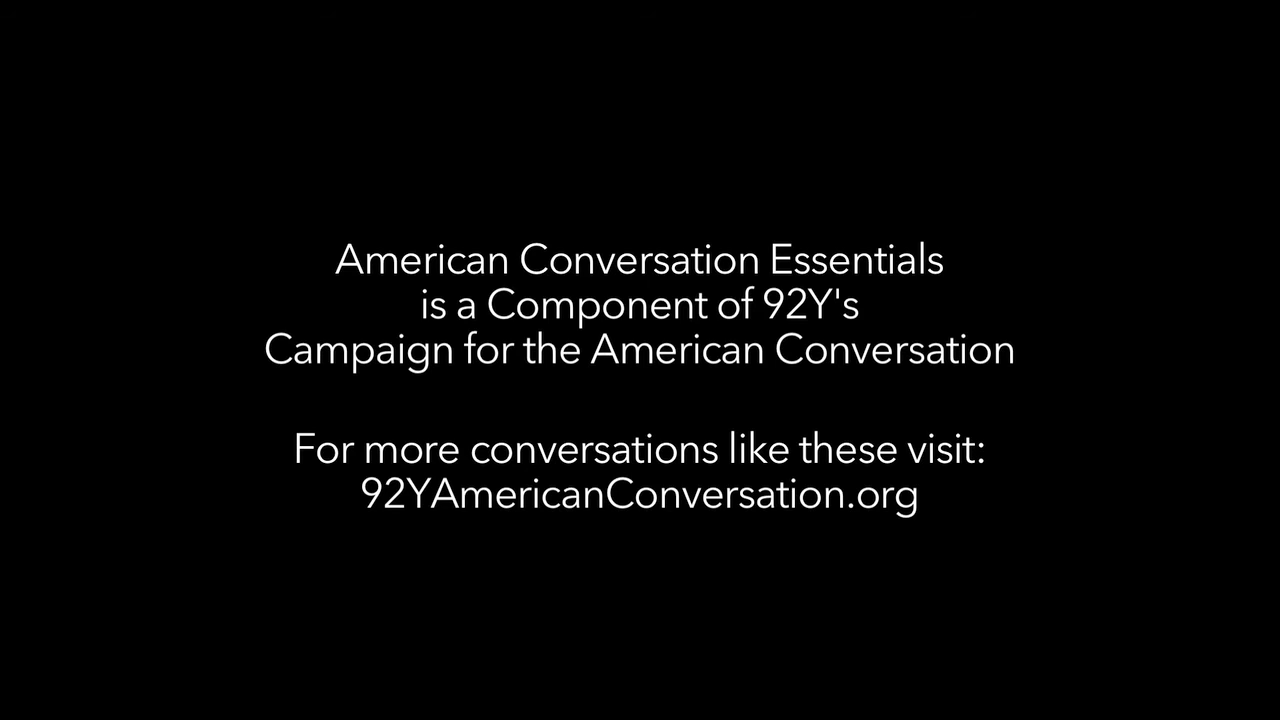 American Conversation Essentials
is a Component of 92Y's
Campaign for the American Conversation
For more conversations like these visit:
92YAmericanConversation.org